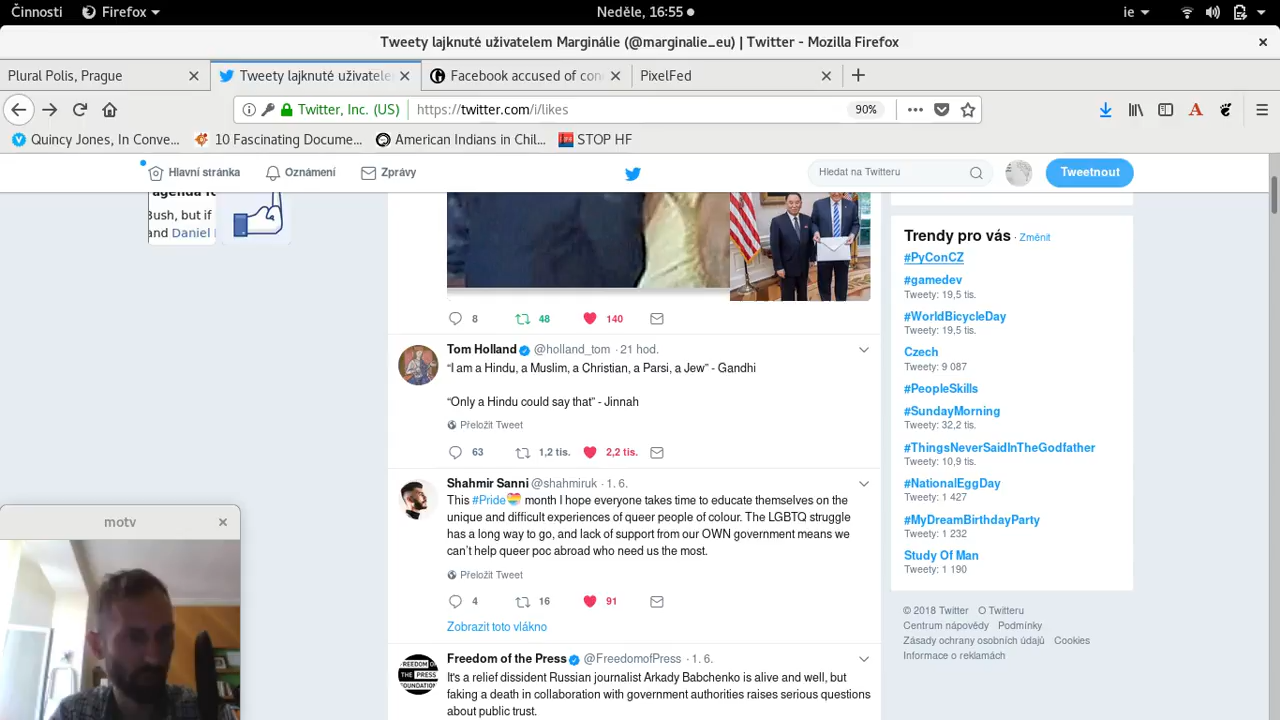 Činnosti
Firefox
Neděle, 16:55
ie
Tweety lajknuté uživatelem Marginálie (@marginalie_eu) | Twitter - Mozilla Firefox
Plural Polis, Prague
Tweety lajknuté uživatele
Facebook accused of con
PixelFed
Twitter, Inc. (US)
https://twitter.com/i/likes
90%
Quincy Jones, In Conve...
10 Fascinating Docume...
American Indians in Chil...
STOP HF
Hlavní stránka
Oznámení
Zprávy
Hledat na Twitteru
Tweetnout
Bush, but if
and Daniel
8
48
140
Tom Holland @holland_tom · 21 hod.
“I am a Hindu, a Muslim, a Christian, a Parsi, a Jew” - Gandhi
“Only a Hindu could say that” - Jinnah
Přeložit Tweet
63
1,2 tis.
2,2 tis.
Shahmir Sanni @shahmiruk · 1. 6.
This #Pride month I hope everyone takes time to educate themselves on the
unique and difficult experiences of queer people of colour. The LGBTQ struggle
has a long way to go, and lack of support from our OWN government means we
can’t help queer poc abroad who need us the most.
Přeložit Tweet
4
16
91
Zobrazit toto vlákno
FREEDOM OF
THE PRESS
FOUNDATION
Freedom of the Press @FreedomofPress · 1. 6.
It's a relief dissident Russian journalist Arkady Babchenko is alive and well, but
faking a death in collaboration with government authorities raises serious questions
about public trust.
Trendy pro vás · Změnit
#PyConCZ
#gamedev
Tweety: 19,5 tis.
#WorldBicycleDay
Tweety: 19,5 tis.
Czech
Tweety: 9 087
#PeopleSkills
#SundayMorning
Tweety: 32,2 tis.
#ThingsNeverSaidInTheGodfather
Tweety: 10,9 tis.
#NationalEggDay
Tweety: 1 427
#MyDreamBirthdayParty
Tweety: 1 232
Study Of Man
Tweety: 1 190
© 2018 Twitter O Twitteru
Centrum nápovědy Podmínky
Zásady ochrany osobních údajů Cookies
Informace o reklamách
motv